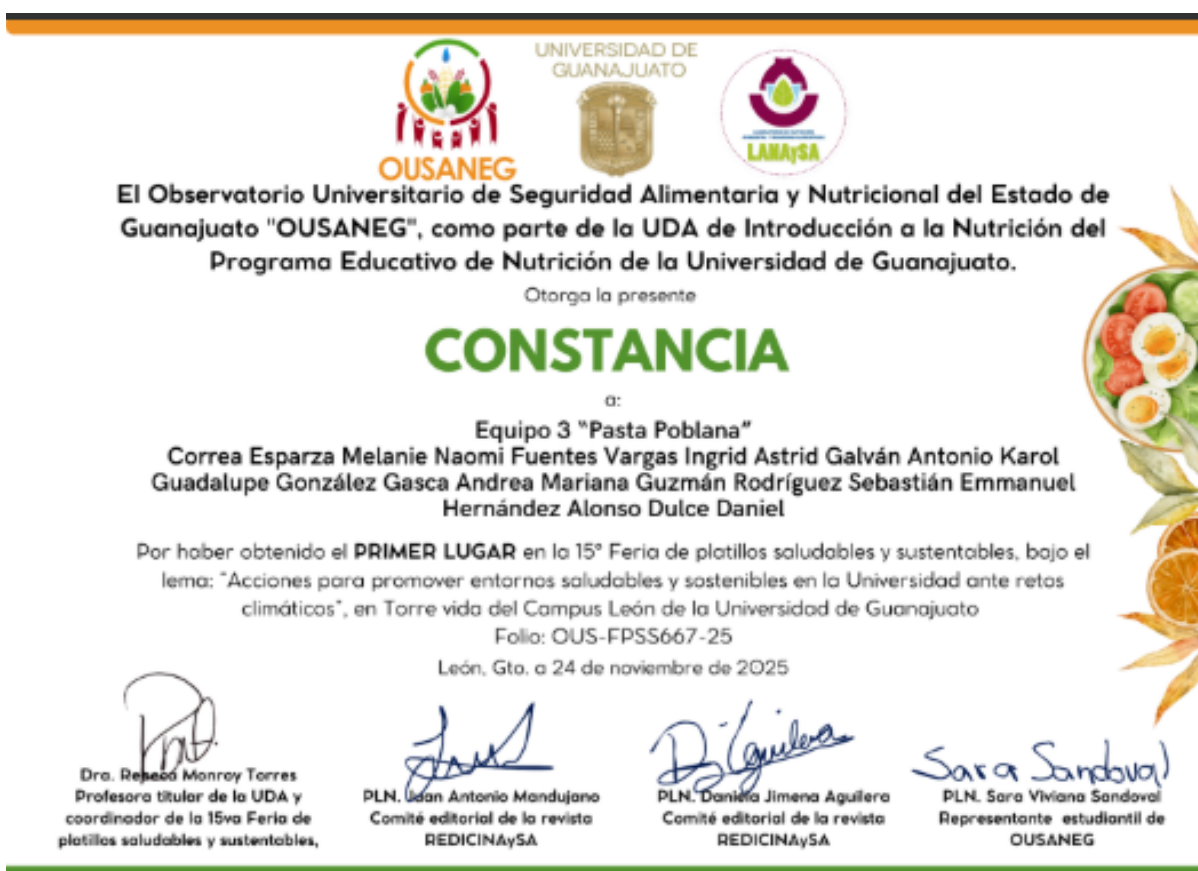 UNIVERSIDAD DE
GUANAJUATO
OUSANEG
LANAySA
El Observatorio Universitario de Seguridad Alimentaria y Nutricional del Estado de
Guanajuato "OUSANEG", como parte de la UDA de Introducción a la Nutrición del
Programa Educativo de Nutrición de la Universidad de Guanajuato.
Otorga la presente
CONSTANCIA
a:
Equipo 3 “Pasta Poblana”
Correa Esparza Melanie Naomi Fuentes Vargas Ingrid Astrid Galván Antonio Karol
Guadalupe González Gasca Andrea Mariana Guzmán Rodríguez Sebastián Emmanuel
Hernández Alonso Dulce Daniel
Por haber obtenido el PRIMER LUGAR en la 15° Feria de platillos saludables y sustentables, bajo el
lema: "Acciones para promover entornos saludables y sostenibles en la Universidad ante retos
climáticos", en Torre vida del Campus León de la Universidad de Guanajuato
Folio: OUS-FPSS667-25
León, Gto. a 24 de noviembre de 2025
D. J. Aguilera
Sara Sandoval
Dra. Rebeca Monroy Torres
Profesora titular de la UDA y
coordinador de la 15va Feria de
platillos saludables y sustentables,
PLN. Juan Antonio Mandujano
Comité editorial de la revista
REDICINAySA
PLN. Daniela Jimena Aguilera
Comité editorial de la revista
REDICINAySA
PLN. Sara Viviana Sandoval
Representante estudiantil de
OUSANEG